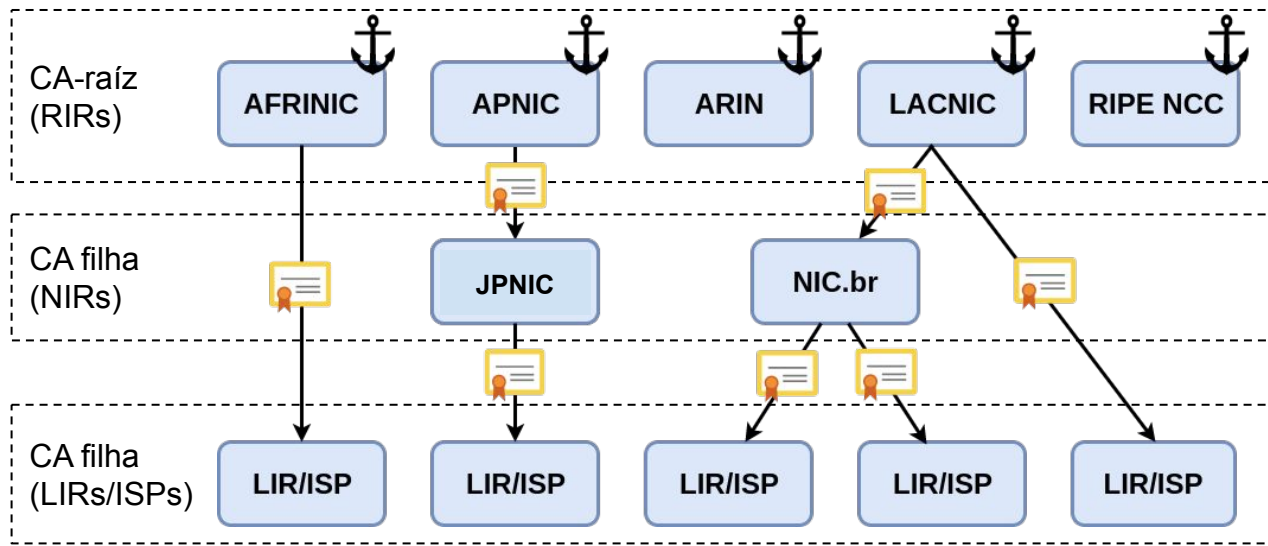 CA-raíz
(RIRs)
AFRINIC
APNIC
ARIN
LACNIC
RIPE NCC
CA filha
(NIRs)
JPNIC
NIC.br
CA filha
(LIRs/ISPs)
LIR/ISP
LIR/ISP
LIR/ISP
LIR/ISP
LIR/ISP